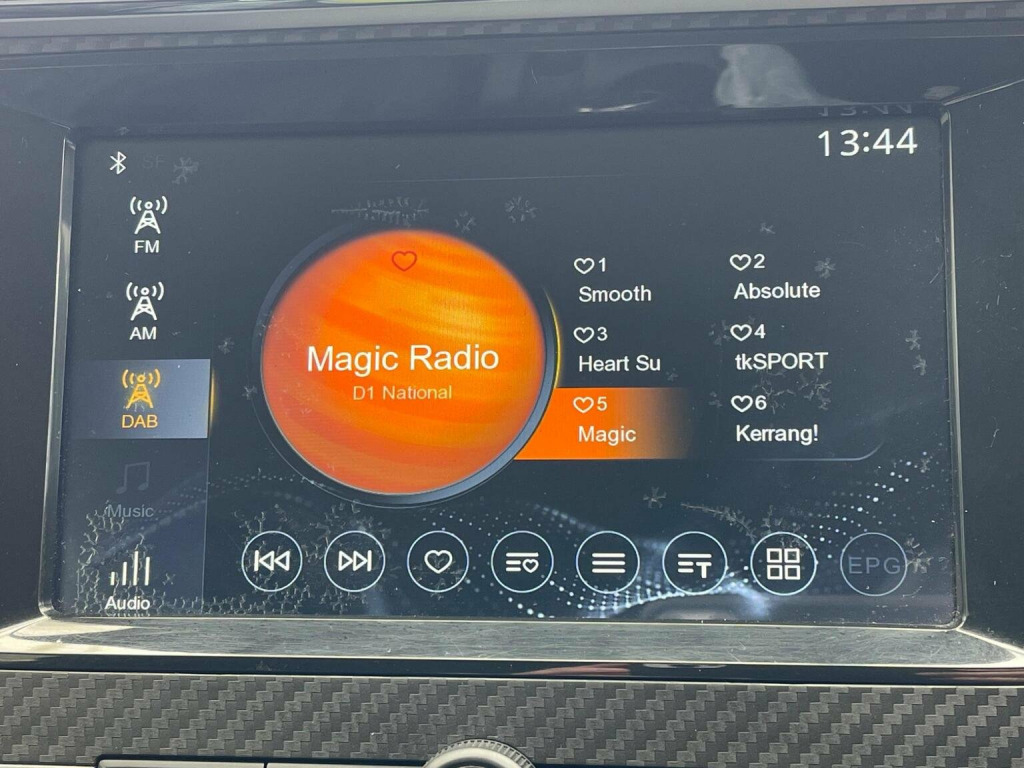 13:44
FM
AM
DAB
Music
Audio
Magic Radio
D1 National
1
Smooth
2
Absolute
3
Heart Su
4
tkSPORT
5
Magic
6
Kerrang!
EPG